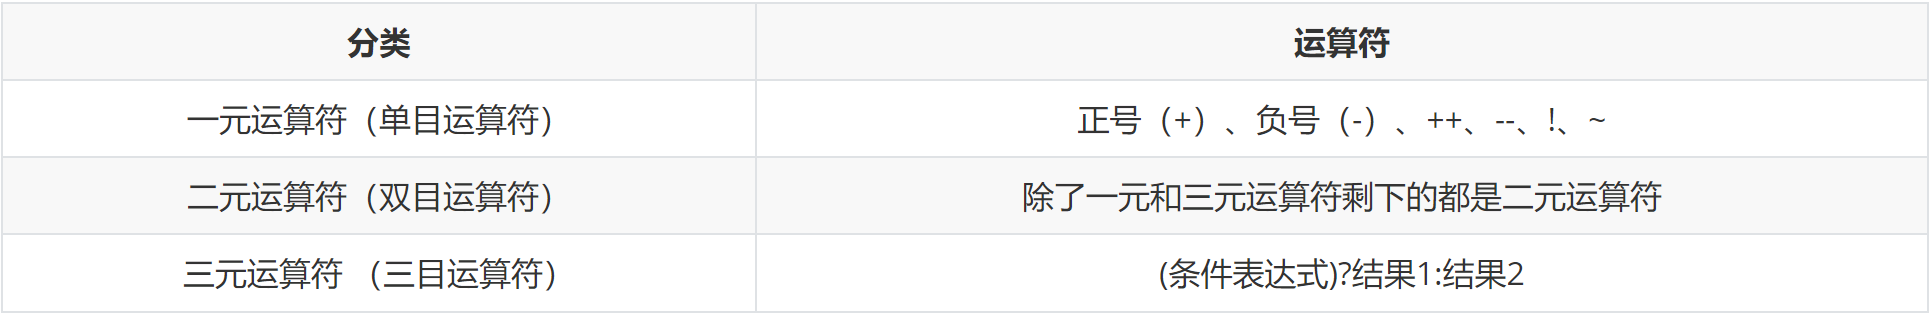 分类 运算符
一元运算符（单目运算符） 正号（+）、负号（-）、++、--、!、~
二元运算符（双目运算符） 除了一元和三元运算符剩下的都是二元运算符
三元运算符 （三目运算符） (条件表达式)?结果1:结果2